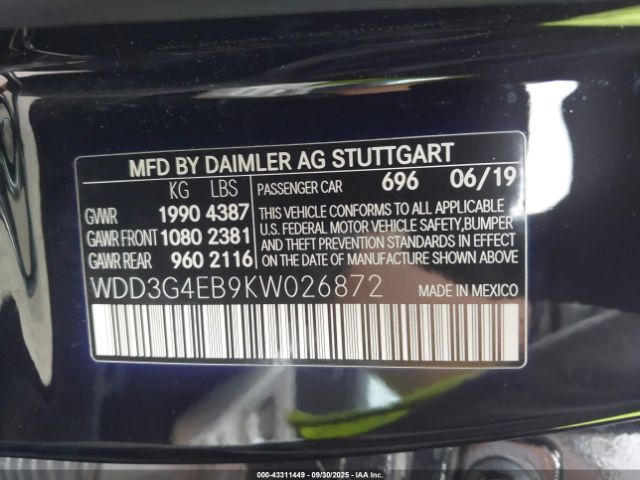 MFD BY DAIMLER AG STUTTGART
KG LBS PASSENGER CAR 696 06/19
GVWR 1990 4387 THIS VEHICLE CONFORMS TO ALL APPLICABLE
GAWR FRONT 1080 2381 U.S. FEDERAL MOTOR VEHICLE SAFETY,BUMPER
GAWR REAR 960 2116 AND THEFT PREVENTION STANDARDS IN EFFECT
ON THE DATE OF MANUFACTURE SHOWN ABOVE
WDD3G4EB9KW026872 MADE IN MEXICO
000-43311449 - 09/30/2025 - IAA Inc.